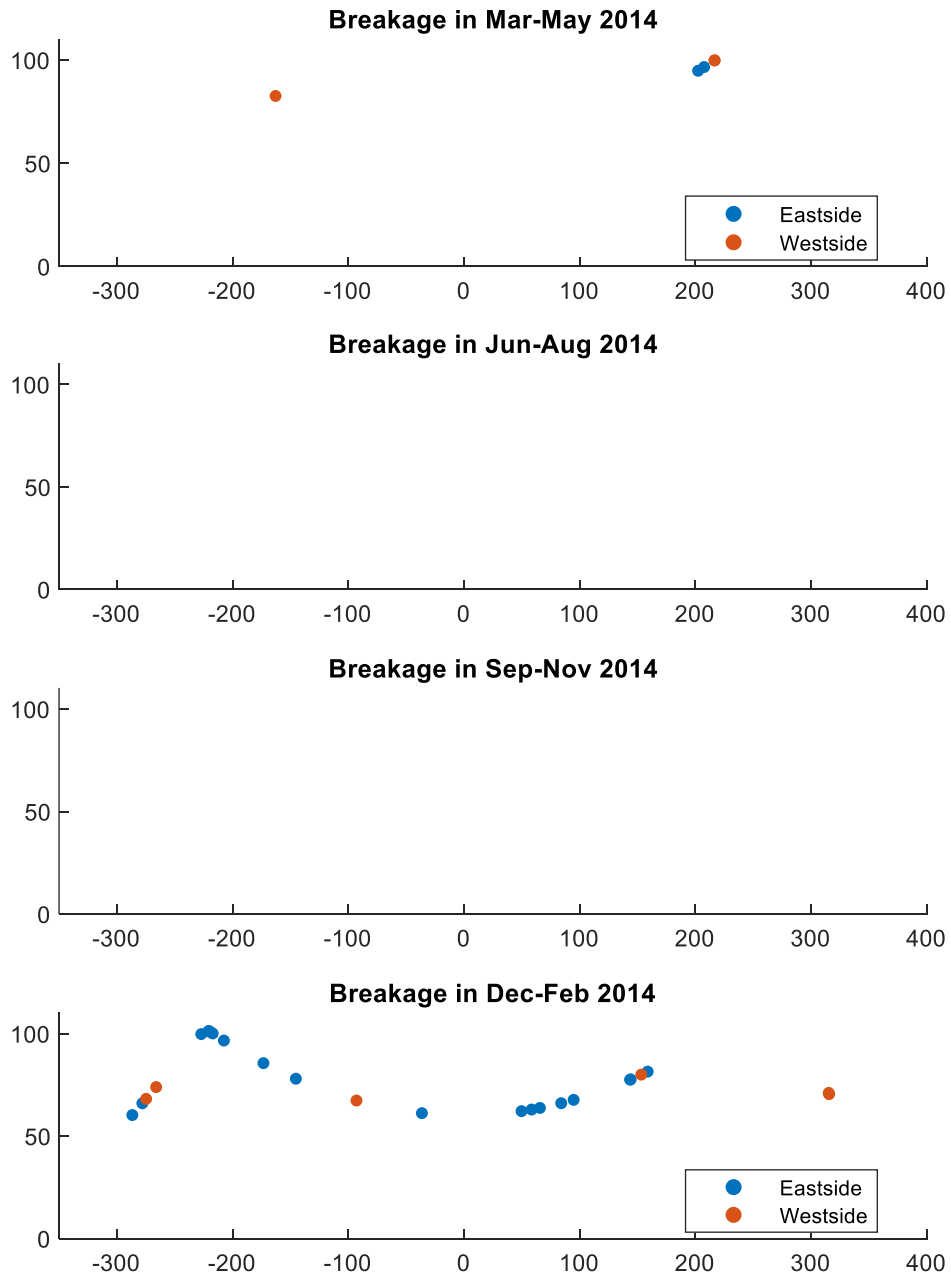 Breakage in Mar-May 2014
100
50
0
Eastside
Westside
-300 -200 -100 0 100 200 300 400
Breakage in Jun-Aug 2014
100
50
0
-300 -200 -100 0 100 200 300 400
Breakage in Sep-Nov 2014
100
50
0
-300 -200 -100 0 100 200 300 400
Breakage in Dec-Feb 2014
100
50
Eastside
Westside
0
-300 -200 -100 0 100 200 300 400